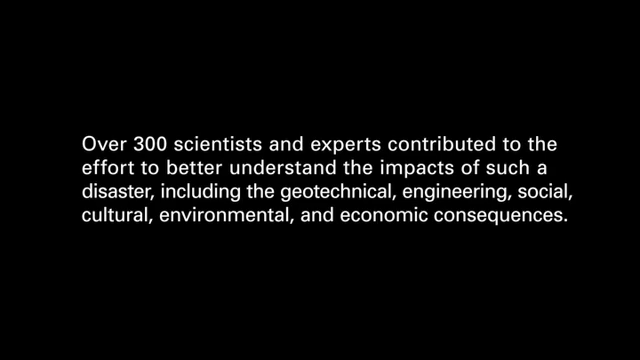 Over 300 scientists and experts contributed to the
effort to better understand the impacts of such a
disaster, including the geotechnical, engineering, social,
cultural, environmental, and economic consequences.